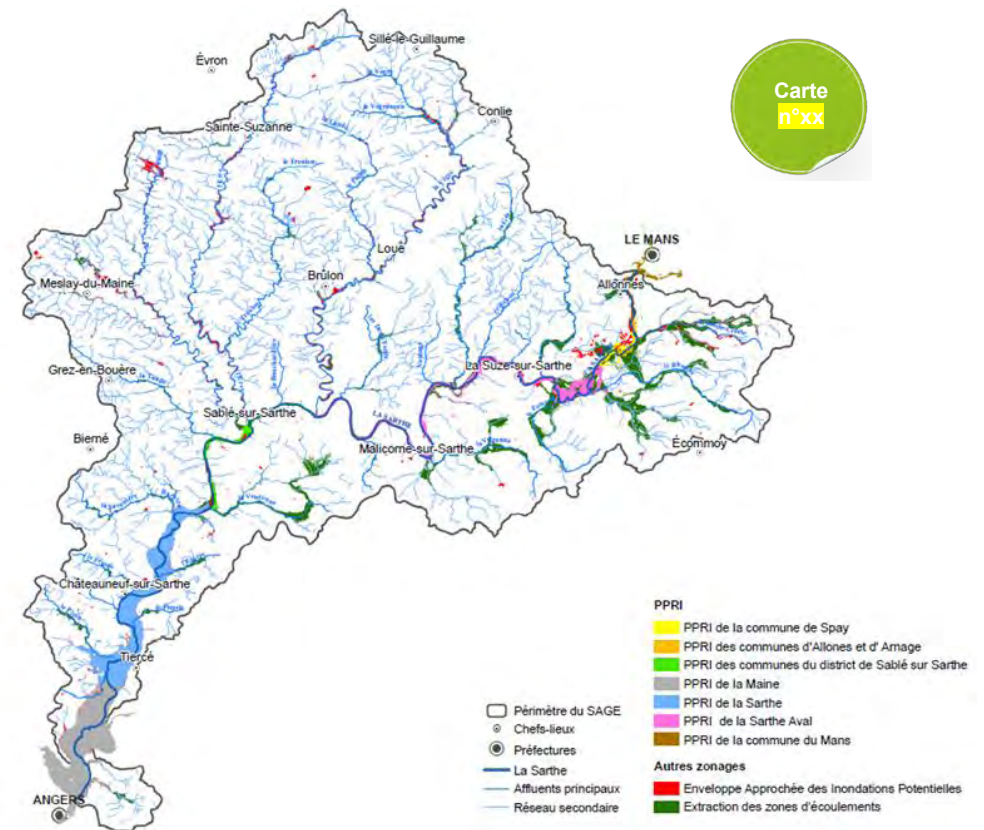 Sillé-le-Guillaume
Évron
Carte
n°xx
Conlie
Sainte-Suzanne
LE MANS
Loué
Brûlon
Meslay-du-Maine
Allonnes
La Suze-sur-Sarthe
Grez-en-Bouère
Sablé-sur-Sarthe
LA SARTHE
Bierné
Malicorne-sur-Sarthe
Écommoy
Châteauneuf-sur-Sarthe
Tiercé
ANGERS
Périmètre du SAGE
Chefs-lieux
Préfectures
La Sarthe
Affluents principaux
Réseau secondaire
PPRI
PPRI de la commune de Spay
PPRI des communes d'Allones et d' Arnage
PPRI des communes du district de Sablé sur Sarthe
PPRI de la Maine
PPRI de la Sarthe
PPRI de la Sarthe Aval
PPRI de la commune du Mans
Autres zonages
Enveloppe Approchée des Inondations Potentielles
Extraction des zones d'écoulements